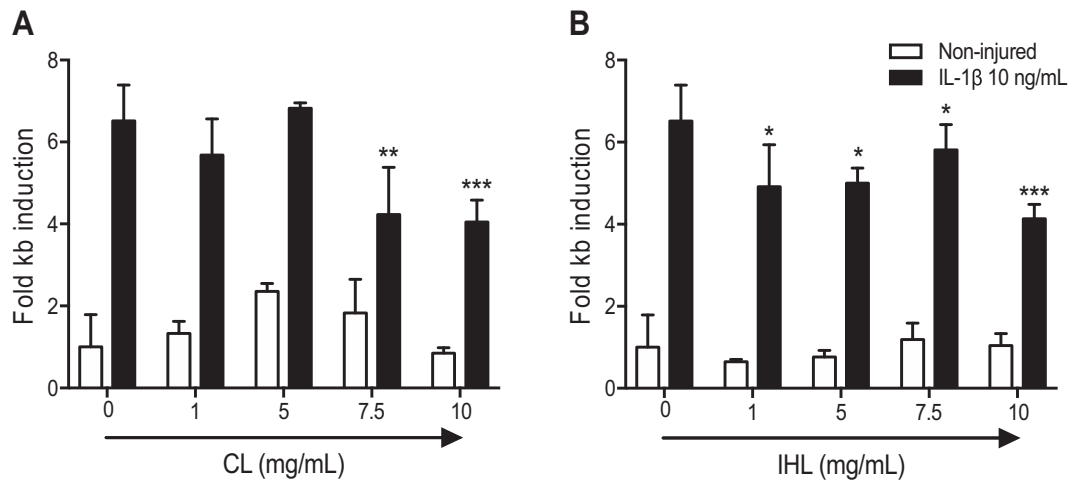 A
8
6
4
2
0
Fold kb induction
**
***
0 1 5 7.5 10
CL (mg/mL)
B
Non-injured
IL-1β 10 ng/mL
8
6
4
2
0
Fold kb induction
*
*
*
***
0 1 5 7.5 10
IHL (mg/mL)